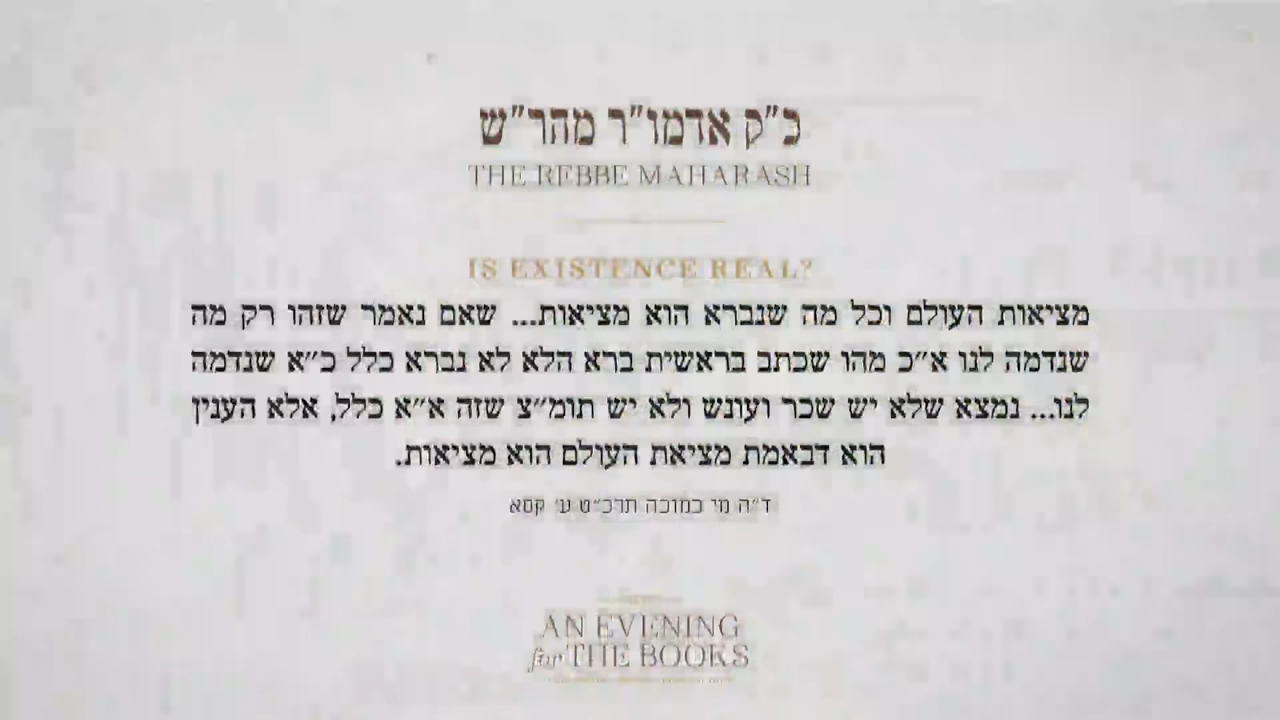 כ"ק אדמו"ר מהר"ש
THE REBBE MAHARASH
IS EXISTENCE REAL?
מציאות העולם וכל מה שנברא הוא מציאות... שאם נאמר שזהו רק מה
שנדמה לנו א״כ מהו שכתב בראשית ברא הלא לא נברא כלל כ״א שנדמה
לנו... נמצא שלא יש שכר ועונש ולא יש תומ״צ שזה א״א כלל, אלא הענין
הוא דבאמת מציאת העולם הוא מציאות.
ד״ה מי כמוכה תרכ״ט ע׳ קסא
AN EVENING
for THE BOOKS